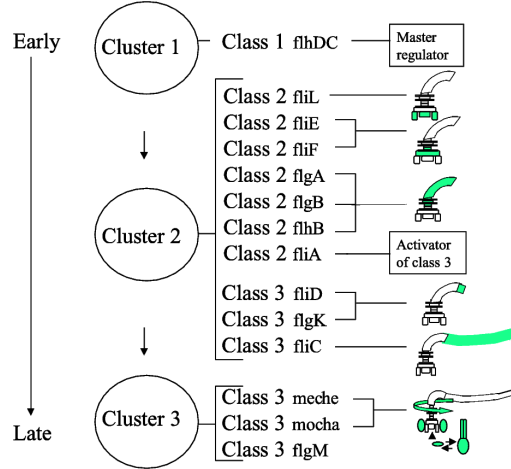 Early
Cluster 1
Class 1 flhDC
Master
regulator
Class 2 fliL
Class 2 fliE
Class 2 fliF
Class 2 flgA
Class 2 flgB
Class 2 flhB
Cluster 2
Class 2 fliA
Activator
of class 3
Class 3 fliD
Class 3 flgK
Class 3 fliC
Class 3 meche
Cluster 3
Class 3 mocha
Late
Class 3 flgM